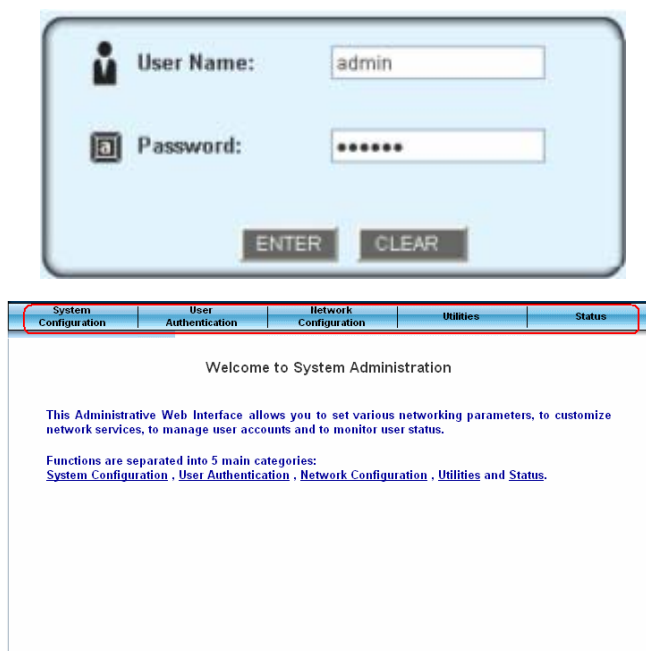 User Name: admin
a Password: ●●●●●●
ENTER CLEAR
System Configuration User Authentication Network Configuration Utilities Status
Welcome to System Administration
This Administrative Web Interface allows you to set various networking parameters, to customize
network services, to manage user accounts and to monitor user status.
Functions are separated into 5 main categories:
System Configuration , User Authentication , Network Configuration , Utilities and Status.